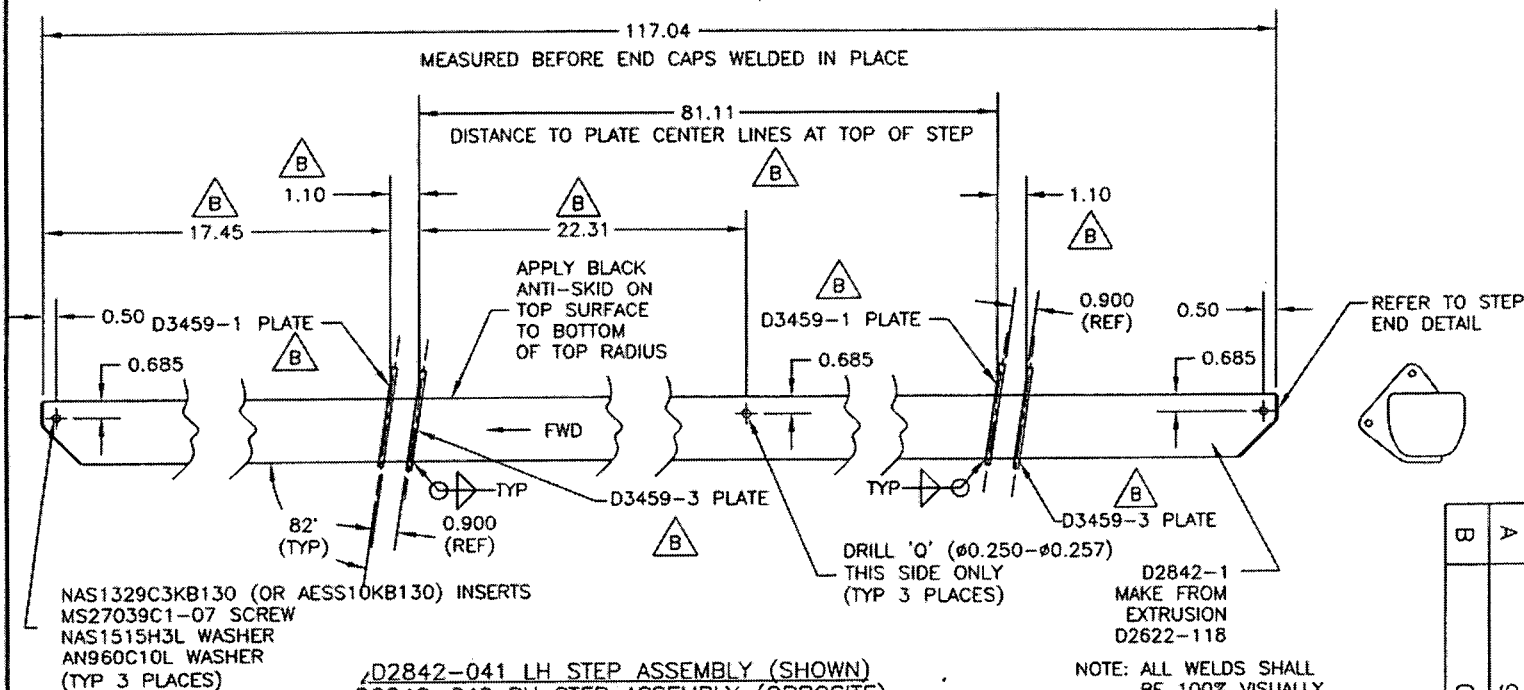 117.04
MEASURED BEFORE END CAPS WELDED IN PLACE
81.11
DISTANCE TO PLATE CENTER LINES AT TOP OF STEP
B
B
B
1.10
B
1.10
B
17.45
22.31
APPLY BLACK
ANTI-SKID ON
TOP SURFACE
TO BOTTOM
OF TOP RADIUS
B
D3459-1 PLATE
0.900
(REF)
0.50
REFER TO STEP
END DETAIL
0.50
D3459-1 PLATE
B
0.685
0.685
0.685
FWD
TYP
D3459-3 PLATE
B
TYP
B
D3459-3 PLATE
82°
(TYP)
0.900
(REF)
DRILL 'Q' (ø0.250-ø0.257)
THIS SIDE ONLY
(TYP 3 PLACES)
D2842-1
MAKE FROM
EXTRUSION
D2622-118
NAS1329C3KB130 (OR AESS10KB130) INSERTS
MS27039C1-07 SCREW
NAS1515H3L WASHER
AN960C10L WASHER
(TYP 3 PLACES)
D2842-041 LH STEP ASSEMBLY (SHOWN)
NOTE: ALL WELDS SHALL
BE 100% VISUALLY
A
B